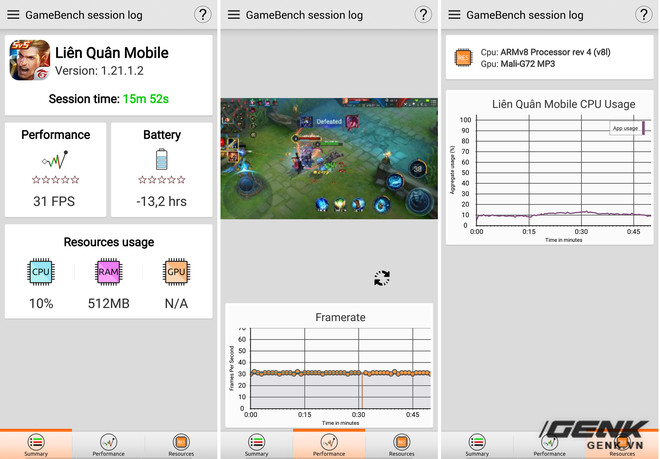 GameBench session log
?
5v5
Liên Quân Mobile
Version: 1.21.1.2
Session time: 15m 52s
Performance
31 FPS
Battery
-13,2 hrs
Resources usage
CPU
RAM
GPU
10%
512MB
N/A
Summary
Performance
Resources
GameBench session log
?
Defeated
38
Framerate
Frames Per Second
70
60
50
40
30
20
10
0
0:00
0:15
0:30
0:45
Time in minutes
Summary
Performance
Resources
GameBench session log
?
Cpu: ARMv8 Processor rev 4 (v8l)
Gpu: Mali-G72 MP3
Liên Quân Mobile CPU Usage
App usage
Aggregate usage (%)
100
90
80
70
60
50
40
30
20
10
0
0:00
0:15
0:30
0:45
Time in minutes
Summary
Performance
Resources
GENK
GENK.VN